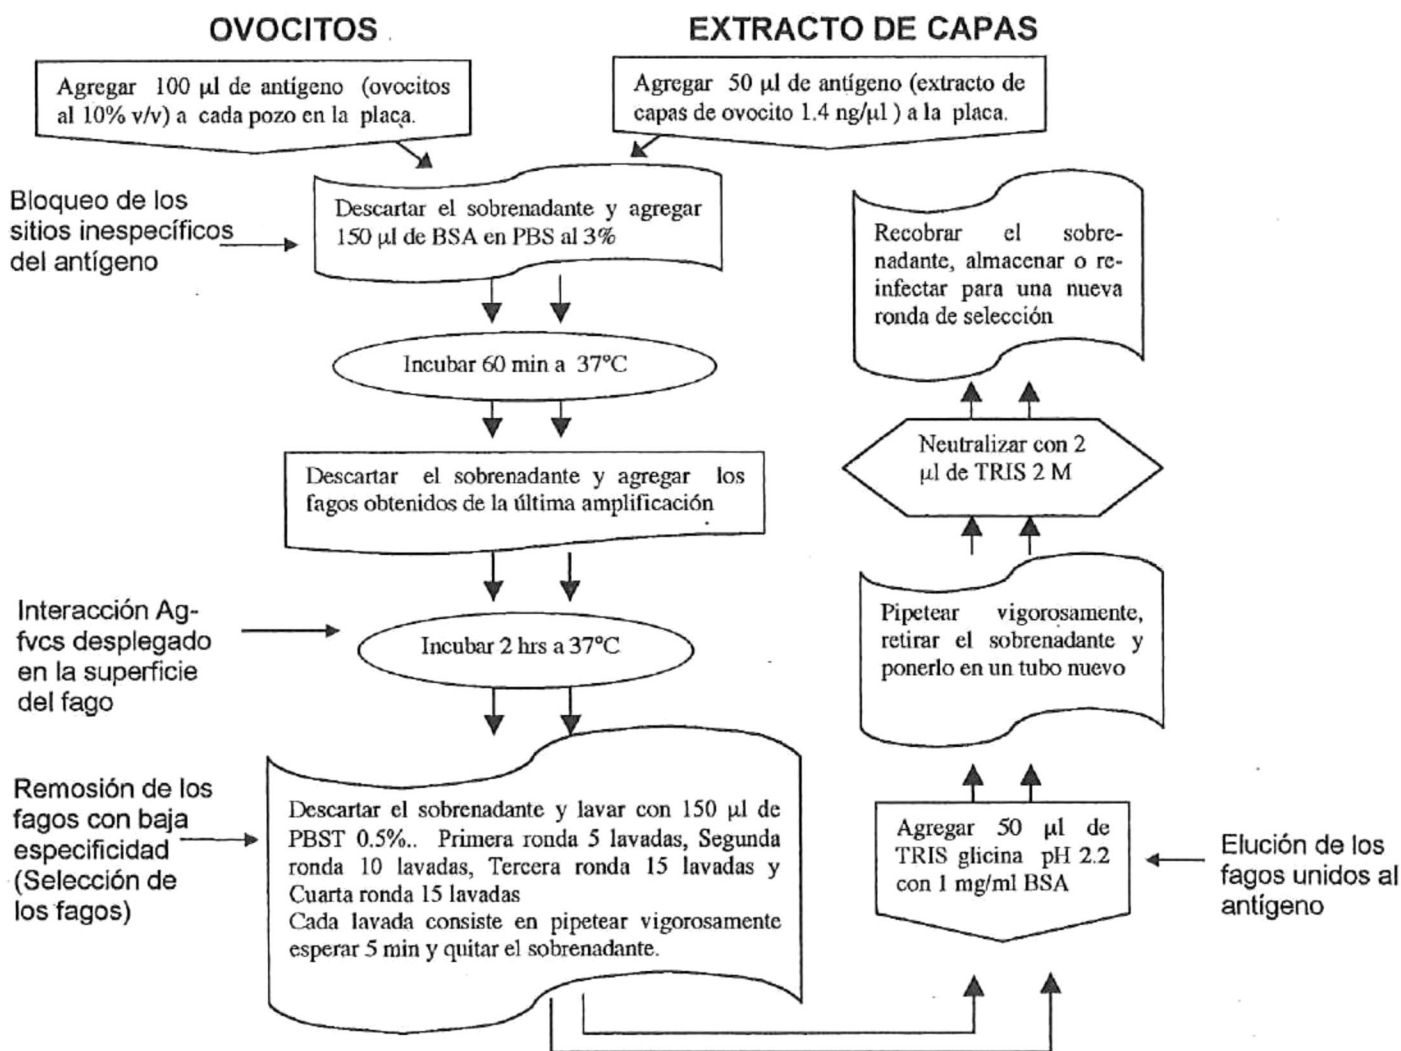 OVOCITOS
EXTRACTO DE CAPAS
Agregar 100 µl de antígeno (ovocitos
al 10% v/v) a cada pozo en la placa.
Agregar 50 µl de antígeno (extracto de
capas de ovocito 1.4 ng/µl ) a la placa.
Bloqueo de los
sitios inespecíficos
del antígeno
Descartar el sobrenadante y agregar
150 µl de BSA en PBS al 3%
Incubar 60 min a 37°C
Descartar el sobrenadante y agregar los
fagos obtenidos de la última amplificación
Interacción Ag-
fvcs desplegado
en la superficie
del fago
Incubar 2 hrs a 37°C
Remosión de los
fagos con baja
especificidad
(Selección de
los fagos)
Descartar el sobrenadante y lavar con 150 µl de
PBST 0.5%.. Primera ronda 5 lavadas, Segunda
ronda 10 lavadas, Tercera ronda 15 lavadas y
Cuarta ronda 15 lavadas
Cada lavada consiste en pipetear vigorosamente
esperar 5 min y quitar el sobrenadante.
Agregar 50 µl de
TRIS glicina pH 2.2
con 1 mg/ml BSA
Elución de los
fagos unidos al
antígeno
Pipetear vigorosamente,
retirar el sobrenadante y
ponerlo en un tubo nuevo
Neutralizar con 2
µl de TRIS 2 M
Recobrar el sobre-
nadante, almacenar o re-
infectar para una nueva
ronda de selección